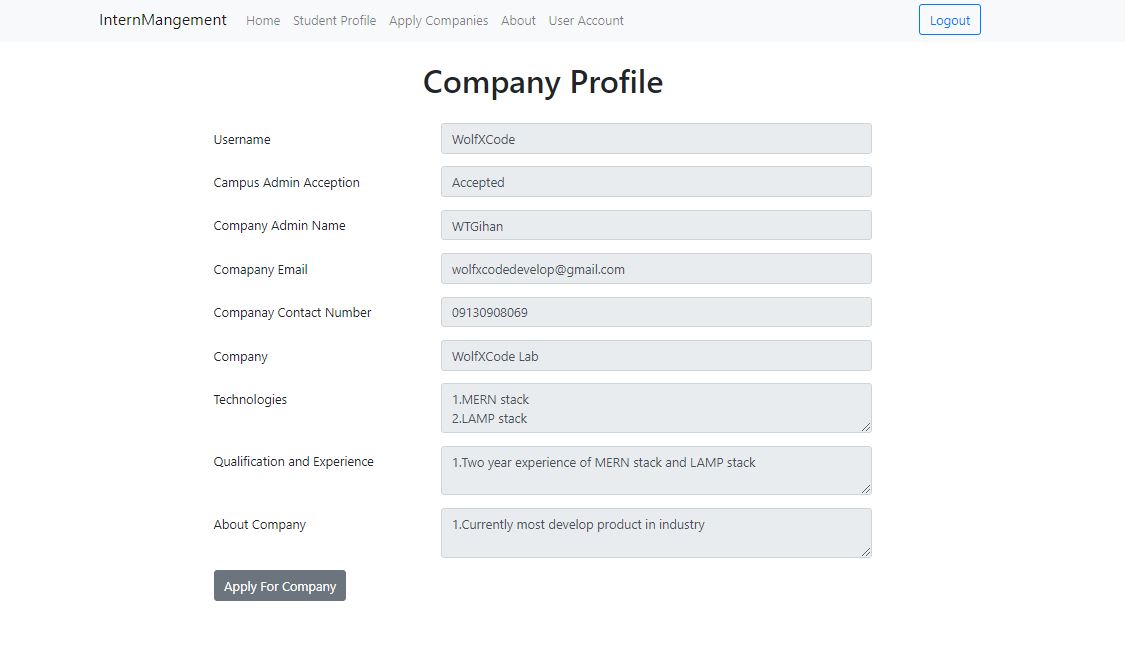 InternMangement Home Student Profile Apply Companies About User Account Logout
Company Profile
Username WolfXCode
Campus Admin Acception Accepted
Company Admin Name WTGihan
Comapany Email wolfxcodedevelop@gmail.com
Companay Contact Number 09130908069
Company WolfXCode Lab
Technologies 1.MERN stack
2.LAMP stack
Qualification and Experience 1.Two year experience of MERN stack and LAMP stack
About Company 1.Currently most develop product in industry
Apply For Company